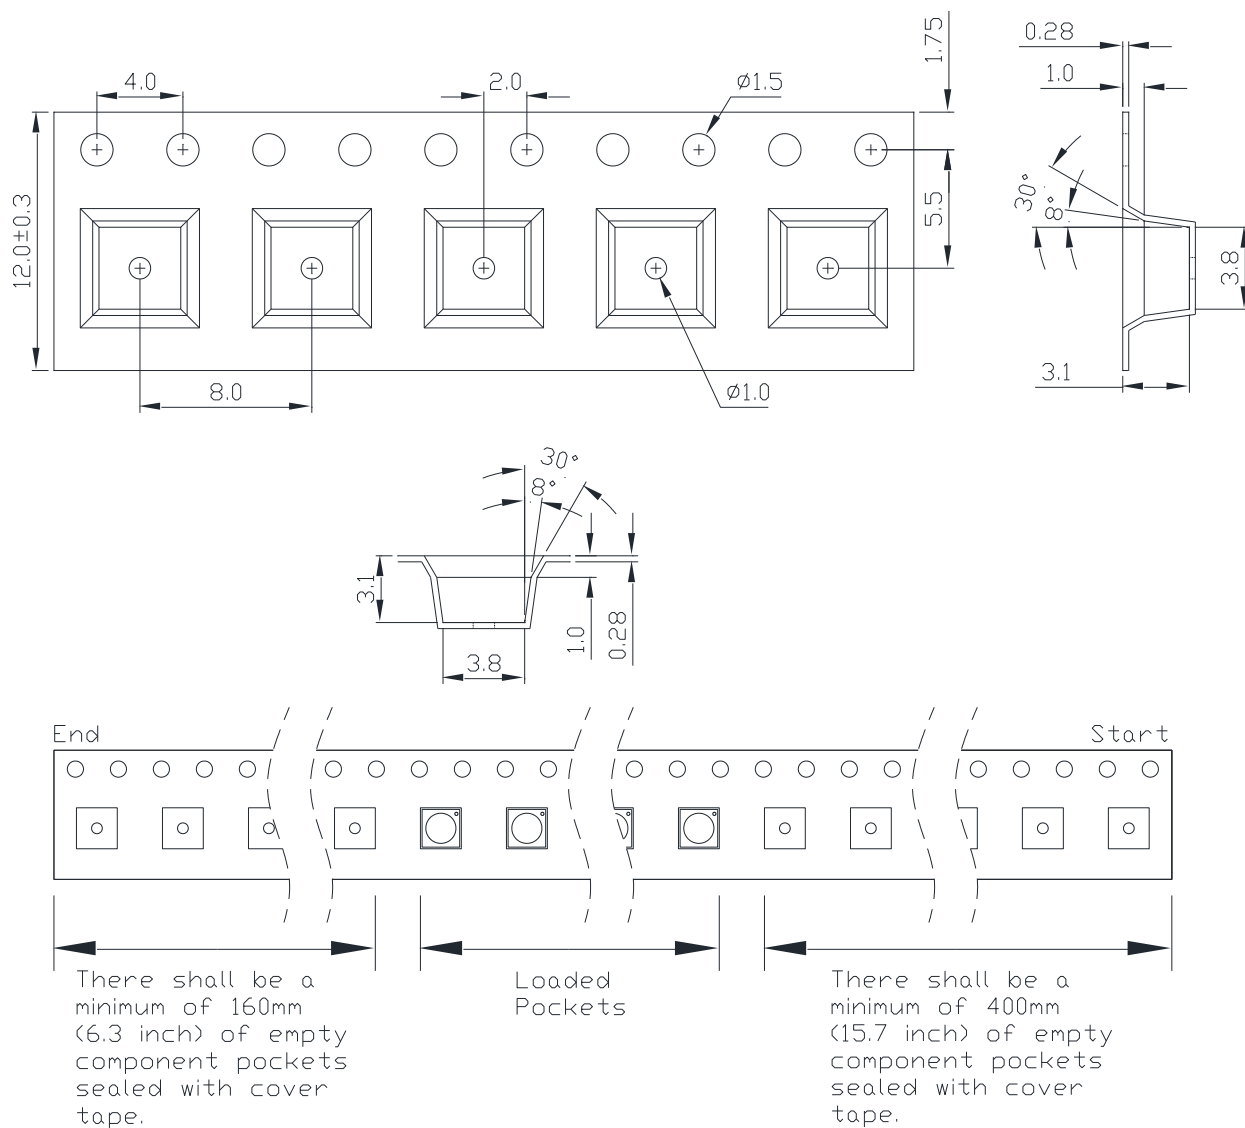 1.75
0.28
4.0
2.0
ø1.5
1.0
12.0±0.3
5.5
30°
8°
3.8
8.0
ø1.0
3.1
30°
8°
3.1
1.0
0.28
3.8
End
Start
There shall be a
minimum of 160mm
(6.3 inch) of empty
component pockets
sealed with cover
tape.
Loaded
Pockets
There shall be a
minimum of 400mm
(15.7 inch) of empty
component pockets
sealed with cover
tape.